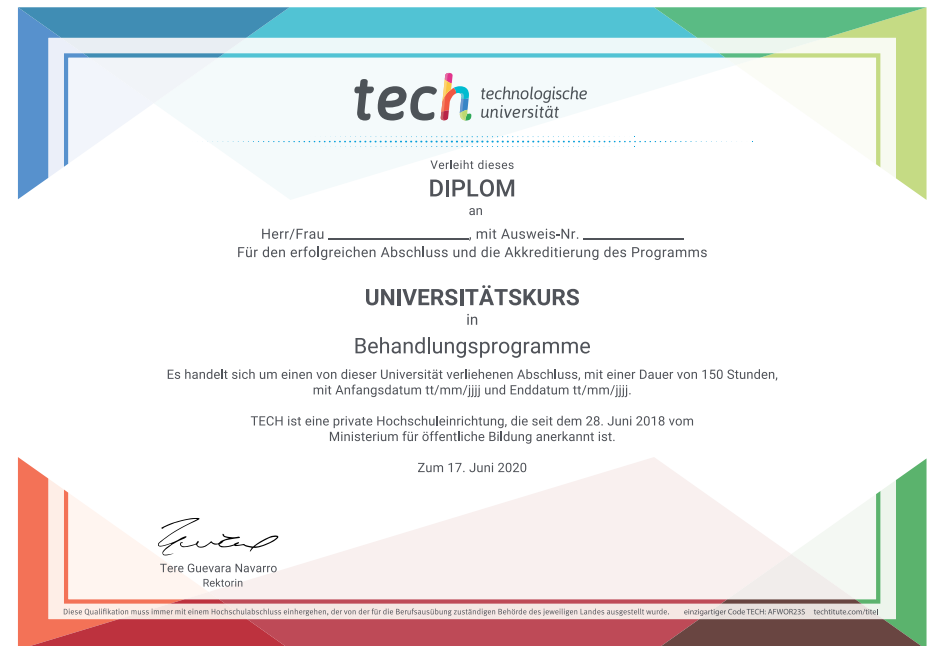 tech technologische
universität
Verleiht dieses
DIPLOM
an
Herr/Frau ____________________, mit Ausweis-Nr. ______________
Für den erfolgreichen Abschluss und die Akkreditierung des Programms
UNIVERSITÄTSKURS
in
Behandlungsprogramme
Es handelt sich um einen von dieser Universität verliehenen Abschluss, mit einer Dauer von 150 Stunden,
mit Anfangsdatum tt/mm/jjjj und Enddatum tt/mm/jjjj.
TECH ist eine private Hochschuleinrichtung, die seit dem 28. Juni 2018 vom
Ministerium für öffentliche Bildung anerkannt ist.
Zum 17. Juni 2020
Tere Guevara Navarro
Rektorin
Diese Qualifikation muss immer mit einem Hochschulabschluss einhergehen, der von der für die Berufsausübung zuständigen Behörde des jeweiligen Landes ausgestellt wurde. einzigartiger Code TECH: AFWOR235 techtitute.com/titel